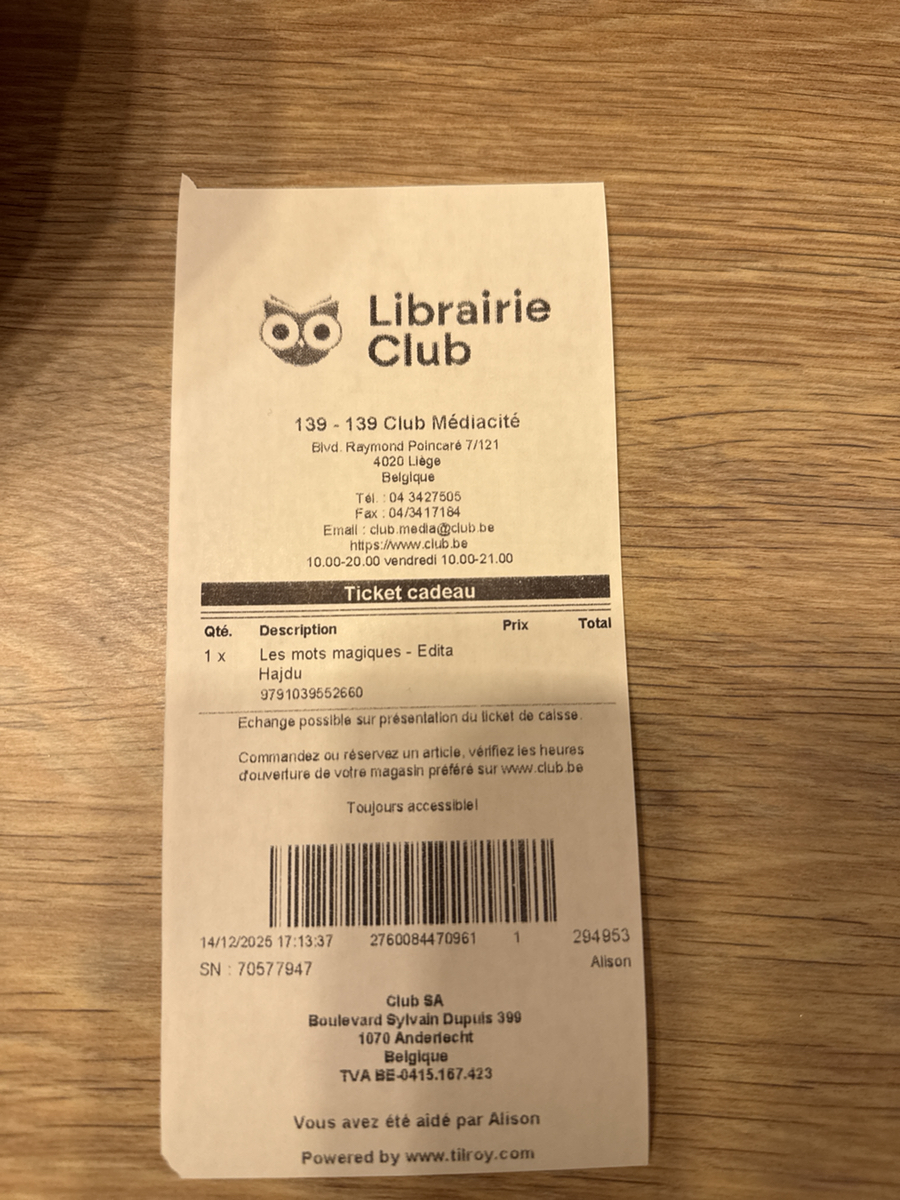 Librairie
Club
139 - 139 Club Médiacité
Blvd. Raymond Poincaré 7/121
4020 Liège
Belgique
Tél. : 04 3427505
Fax : 04/3417184
Email : club.media@club.be
https://www.club.be
10.00-20.00 vendredi 10.00-21.00
Ticket cadeau
Qté. Description Prix Total
1 x Les mots magiques - Edita
Hajdu
9791039552660
Echange possible sur présentation du ticket de caisse.
Commandez ou réservez un article, vérifiez les heures
d'ouverture de votre magasin préféré sur www.club.be
Toujours accessible!
14/12/2025 17:13:37 2760084470961 1 294953
SN : 70577947 Alison
Club SA
Boulevard Sylvain Dupuis 399
1070 Anderlecht
Belgique
TVA BE-0415.167.423
Vous avez été aidé par Alison
Powered by www.tilroy.com